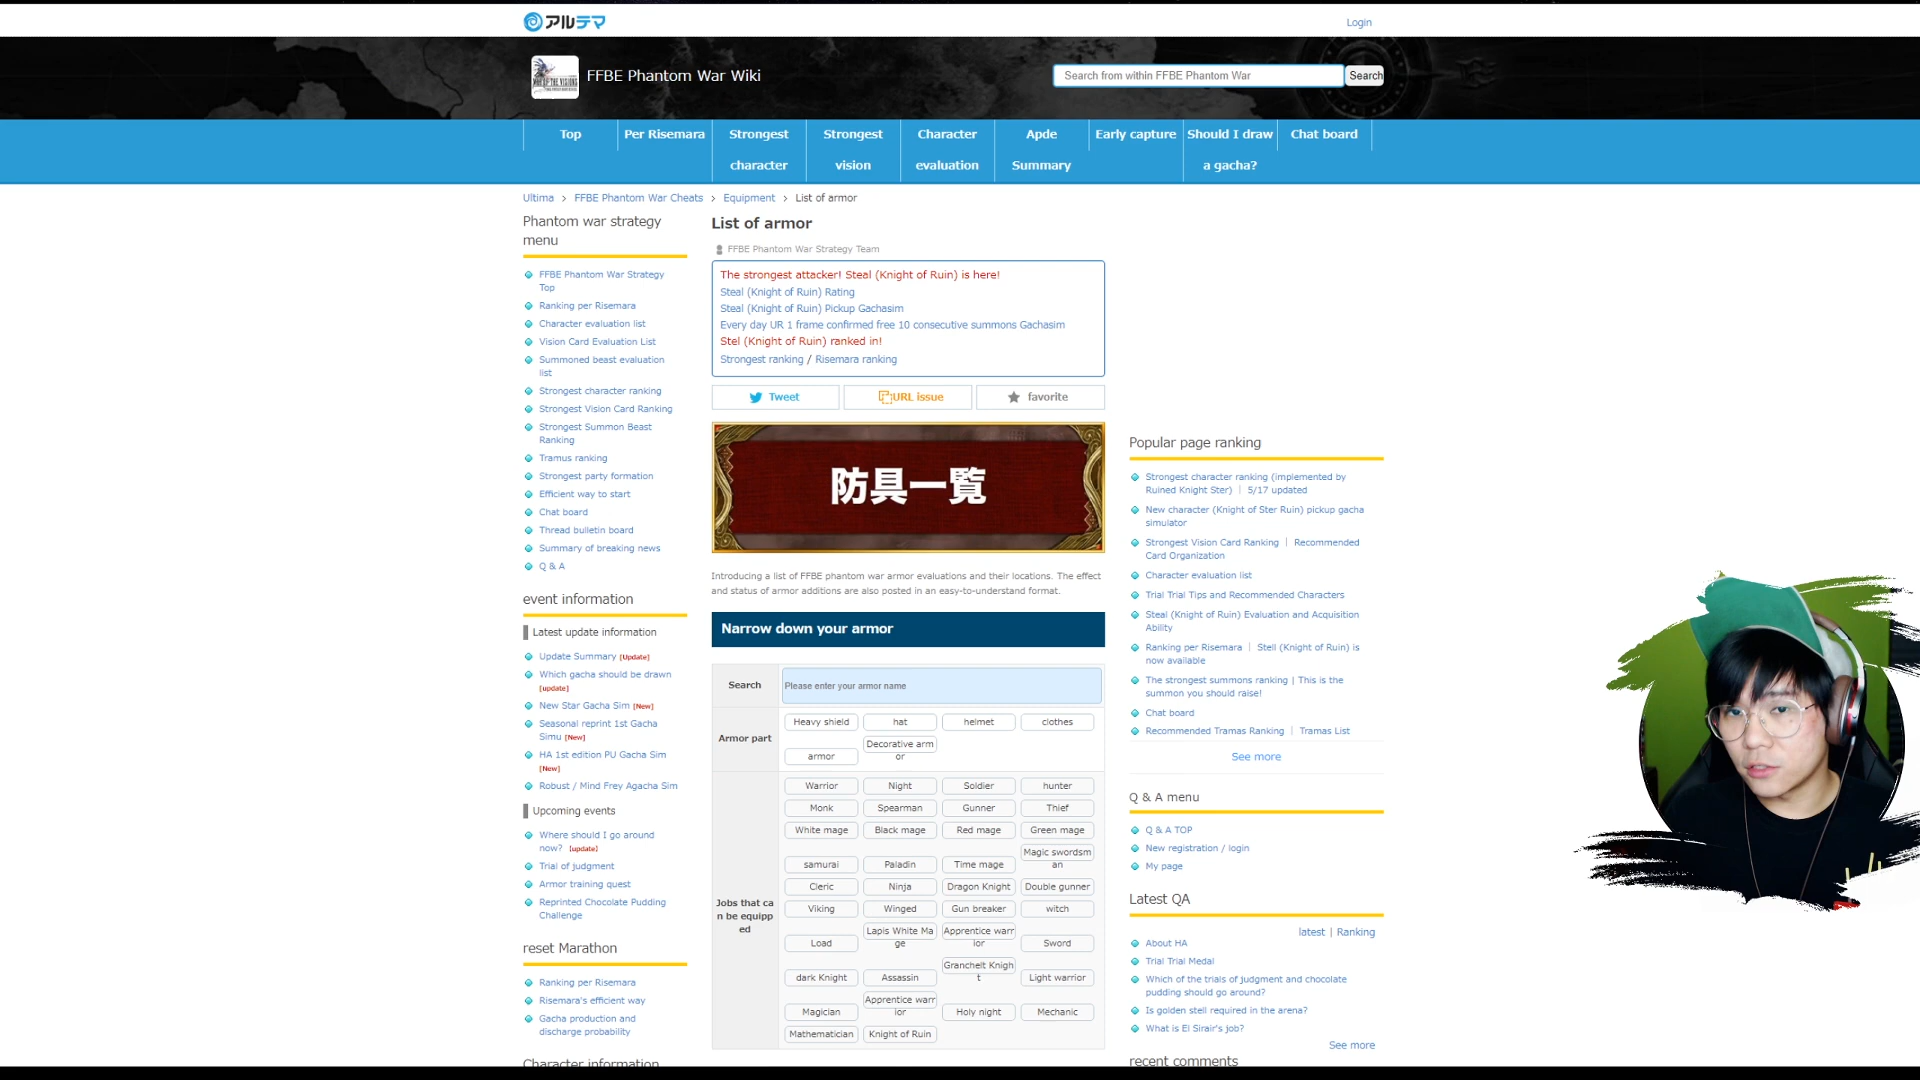 アルテマ
Login
FFBE Phantom War Wiki
Search from within FFBE Phantom War
Search
Top
Per Risemara
Strongest
character
Strongest
vision
Character
evaluation
Apde
Summary
Early capture
Should I draw
a gacha?
Chat board
Ultima > FFBE Phantom War Cheats > Equipment > List of armor
Phantom war strategy
menu
FFBE Phantom War Strategy
Top
Ranking per Risemara
Character evaluation list
Vision Card Evaluation List
Summoned beast evaluation
list
Strongest character ranking
Strongest Vision Card Ranking
Strongest Summon Beast
Ranking
Tramus ranking
Strongest party formation
Efficient way to start
Chat board
Thread bulletin board
Summary of breaking news
Q & A
event information
Latest update information
Update Summary [Update]
Which gacha should be drawn
[update]
New Star Gacha Sim [New]
Seasonal reprint 1st Gacha
Simu [New]
HA 1st edition PU Gacha Sim
[New]
Robust / Mind Frey Agacha Sim
Upcoming events
Where should I go around
now? [update]
Trial of judgment
Armor training quest
Reprinted Chocolate Pudding
Challenge
reset Marathon
Ranking per Risemara
Risemara's efficient way
Gacha production and
discharge probability
Character information
List of armor
FFBE Phantom War Strategy Team
The strongest attacker! Steal (Knight of Ruin) is here!
Steal (Knight of Ruin) Rating
Steal (Knight of Ruin) Pickup Gachasim
Every day UR 1 frame confirmed free 10 consecutive summons Gachasim
Stel (Knight of Ruin) ranked in!
Strongest ranking / Risemara ranking
Tweet
URL issue
favorite
防具一覧
Introducing a list of FFBE phantom war armor evaluations and their locations. The effect
and status of armor additions are also posted in an easy-to-understand format.
Narrow down your armor
Search
Please enter your armor name
Armor part
Heavy shield
hat
helmet
clothes
armor
Decorative arm
or
Jobs that ca
n be equipp
ed
Warrior
Night
Soldier
hunter
Monk
Spearman
Gunner
Thief
White mage
Black mage
Red mage
Green mage
samurai
Paladin
Time mage
Magic swordsm
an
Cleric
Ninja
Dragon Knight
Double gunner
Viking
Winged
Gun breaker
witch
Load
Lapis White Ma
ge
Apprentice warr
ior
Sword
dark Knight
Assassin
Granchelt Knigh
t
Light warrior
Magician
Apprentice warr
ior
Holy night
Mechanic
Mathematician
Knight of Ruin
Popular page ranking
Strongest character ranking (implemented by
Ruined Knight Ster) | 5/17 updated
New character (Knight of Ster Ruin) pickup gacha
simulator
Strongest Vision Card Ranking | Recommended
Card Organization
Character evaluation list
Trial Trial Tips and Recommended Characters
Steal (Knight of Ruin) Evaluation and Acquisition
Ability
Ranking per Risemara | Stell (Knight of Ruin) is
now available
The strongest summons ranking | This is the
summon you should raise!
Chat board
Recommended Tramas Ranking | Tramas List
See more
Q & A menu
Q & A TOP
New registration / login
My page
Latest QA
latest | Ranking
About HA
Trial Trial Medal
Which of the trials of judgment and chocolate
pudding should go around?
Is golden stell required in the arena?
What is El Sirair's job?
See more
recent comments